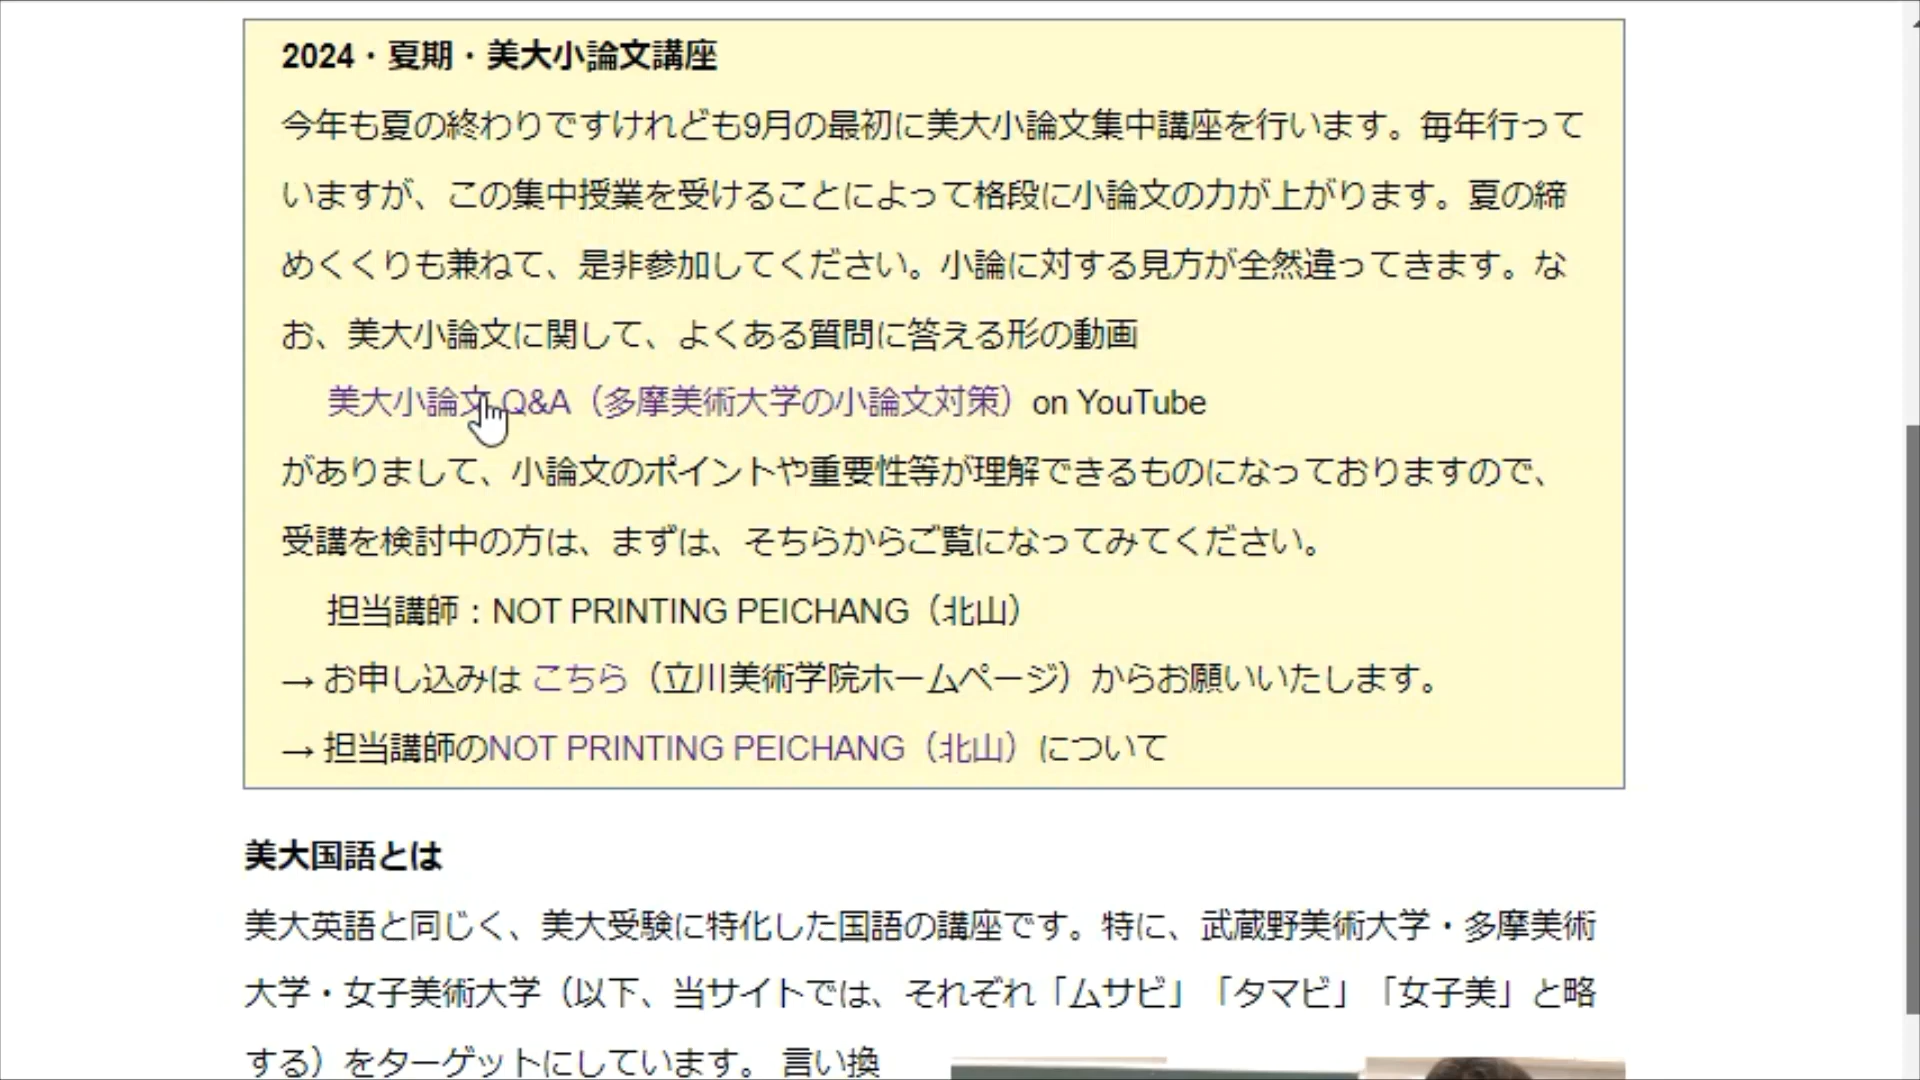 2024・夏期・美大小論文講座
今年も夏の終わりですけれども9月の最初に美大小論文集中講座を行います。毎年行って
いますが、この集中授業を受けることによって格段に小論文の力が上がります。夏の締
めくくりも兼ねて、是非参加してください。小論に対する見方が全然違ってきます。な
お、美大小論文に関して、よくある質問に答える形の動画
美大小論文 Q&A（多摩美術大学の小論文対策）on YouTube
がありまして、小論文のポイントや重要性等が理解できるものになっておりますので、
受講を検討中の方は、まずは、そちらからご覧になってみてください。
担当講師：NOT PRINTING PEICHANG（北山）
→ お申し込みは こちら（立川美術学院ホームページ）からお願いいたします。
→ 担当講師のNOT PRINTING PEICHANG（北山）について
美大国語とは
美大英語と同じく、美大受験に特化した国語の講座です。特に、武蔵野美術大学・多摩美術
大学・女子美術大学（以下、当サイトでは、それぞれ「ムサビ」「タマビ」「女子美」と略
する）をターゲットにしています。 言い換